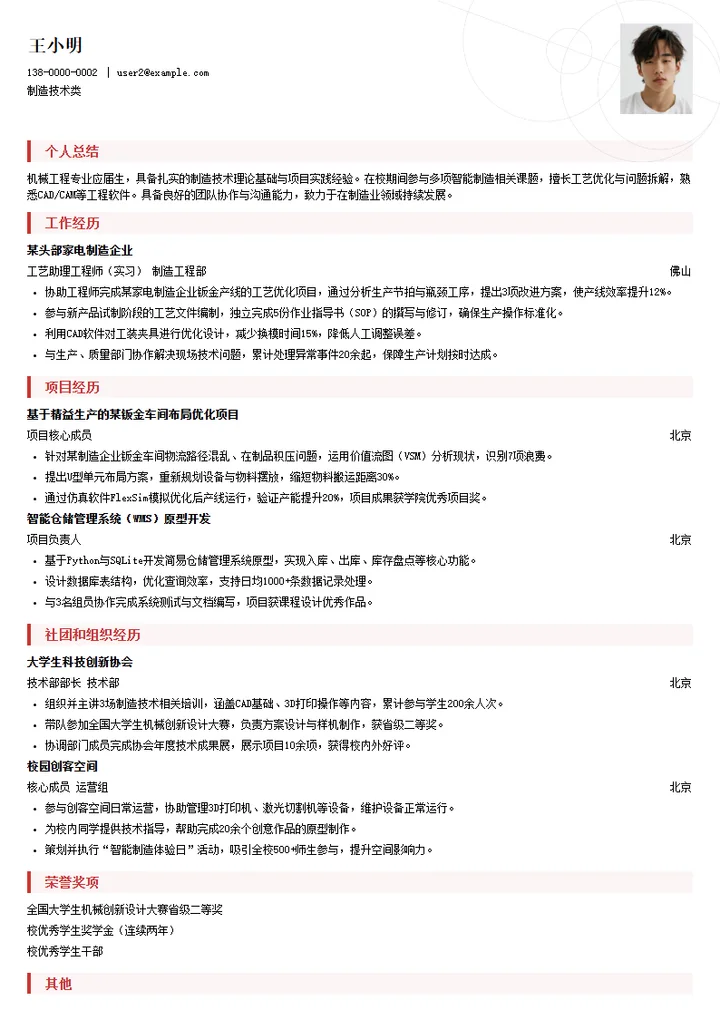 王小明
138-0000-0002 | user2@example.com
制造技术类
个人总结
机械工程专业应届生，具备扎实的制造技术理论基础与项目实践经验。在校期间参与多项智能制造相关课题，擅长工艺优化与问题拆解，熟
悉CAD/CAM等工程软件。具备良好的团队协作与沟通能力，致力于在制造业领域持续发展。
工作经历
某头部家电制造企业
工艺助理工程师（实习） 制造工程部 佛山
• 协助工程师完成某家电制造企业钣金产线的工艺优化项目，通过分析生产节拍与瓶颈工序，提出3项改进方案，使产线效率提升12%。
• 参与新产品试制阶段的工艺文件编制，独立完成5份作业指导书（SOP）的撰写与修订，确保生产操作标准化。
• 利用CAD软件对工装夹具进行优化设计，减少换模时间15%，降低人工调整误差。
• 与生产、质量部门协作解决现场技术问题，累计处理异常事件20余起，保障生产计划按时达成。
项目经历
基于精益生产的某钣金车间布局优化项目
项目核心成员 北京
• 针对某制造企业钣金车间物流路径混乱、在制品积压问题，运用价值流图（VSM）分析现状，识别7项浪费。
• 提出U型单元布局方案，重新规划设备与物料摆放，缩短物料搬运距离30%。
• 通过仿真软件FlexSim模拟优化后产线运行，验证产能提升20%，项目成果获学院优秀项目奖。
智能仓储管理系统（WMS）原型开发
项目负责人 北京
• 基于Python与SQLite开发简易仓储管理系统原型，实现入库、出库、库存盘点等核心功能。
• 设计数据库表结构，优化查询效率，支持日均1000+条数据记录处理。
• 与3名组员协作完成系统测试与文档编写，项目获课程设计优秀作品。
社团和组织经历
大学生科技创新协会
技术部部长 技术部 北京
• 组织并主讲3场制造技术相关培训，涵盖CAD基础、3D打印操作等内容，累计参与学生200余人次。
• 带队参加全国大学生机械创新设计大赛，负责方案设计与样机制作，获省级二等奖。
• 协调部门成员完成协会年度技术成果展，展示项目10余项，获得校内外好评。
校园创客空间
核心成员 运营组 北京
• 参与创客空间日常运营，协助管理3D打印机、激光切割机等设备，维护设备正常运行。
• 为校内同学提供技术指导，帮助完成20余个创意作品的原型制作。
• 策划并执行“智能制造体验日”活动，吸引全校500+师生参与，提升空间影响力。
荣誉奖项
全国大学生机械创新设计大赛省级二等奖
校优秀学生奖学金（连续两年）
校优秀学生干部
其他